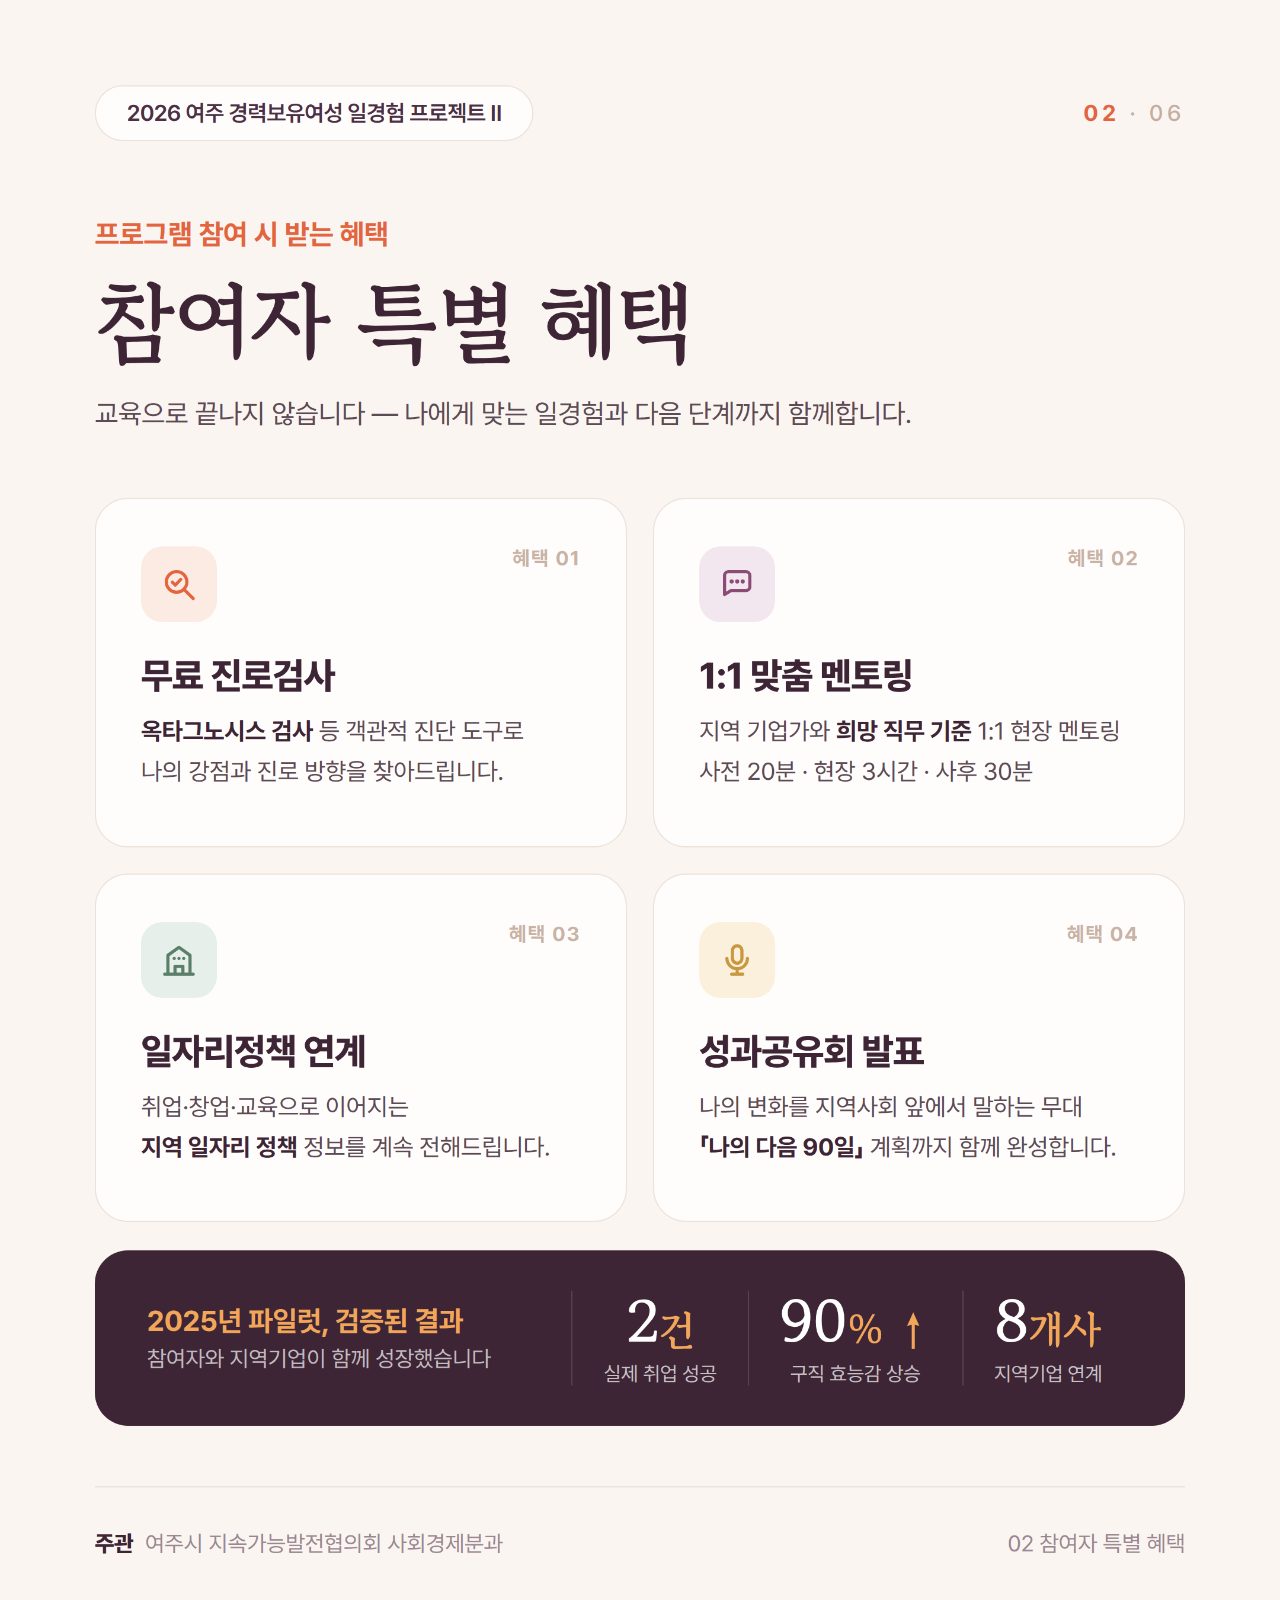 2026 여주 경력보유여성 일경험 프로젝트 II
02 · 06
프로그램 참여 시 받는 혜택
참여자 특별 혜택
교육으로 끝나지 않습니다 — 나에게 맞는 일경험과 다음 단계까지 함께합니다.
혜택 01
무료 진로검사
옥타그노시스 검사 등 객관적 진단 도구로
나의 강점과 진로 방향을 찾아드립니다.
혜택 02
1:1 맞춤 멘토링
지역 기업가와 희망 직무 기준 1:1 현장 멘토링
사전 20분 · 현장 3시간 · 사후 30분
혜택 03
일자리정책 연계
취업·창업·교육으로 이어지는
지역 일자리 정책 정보를 계속 전해드립니다.
혜택 04
성과공유회 발표
나의 변화를 지역사회 앞에서 말하는 무대
「나의 다음 90일」 계획까지 함께 완성합니다.
2025년 파일럿, 검증된 결과
참여자와 지역기업이 함께 성장했습니다
2건
실제 취업 성공
90% ↑
구직 효능감 상승
8개사
지역기업 연계
주관 여주시 지속가능발전협의회 사회경제분과
02 참여자 특별 혜택